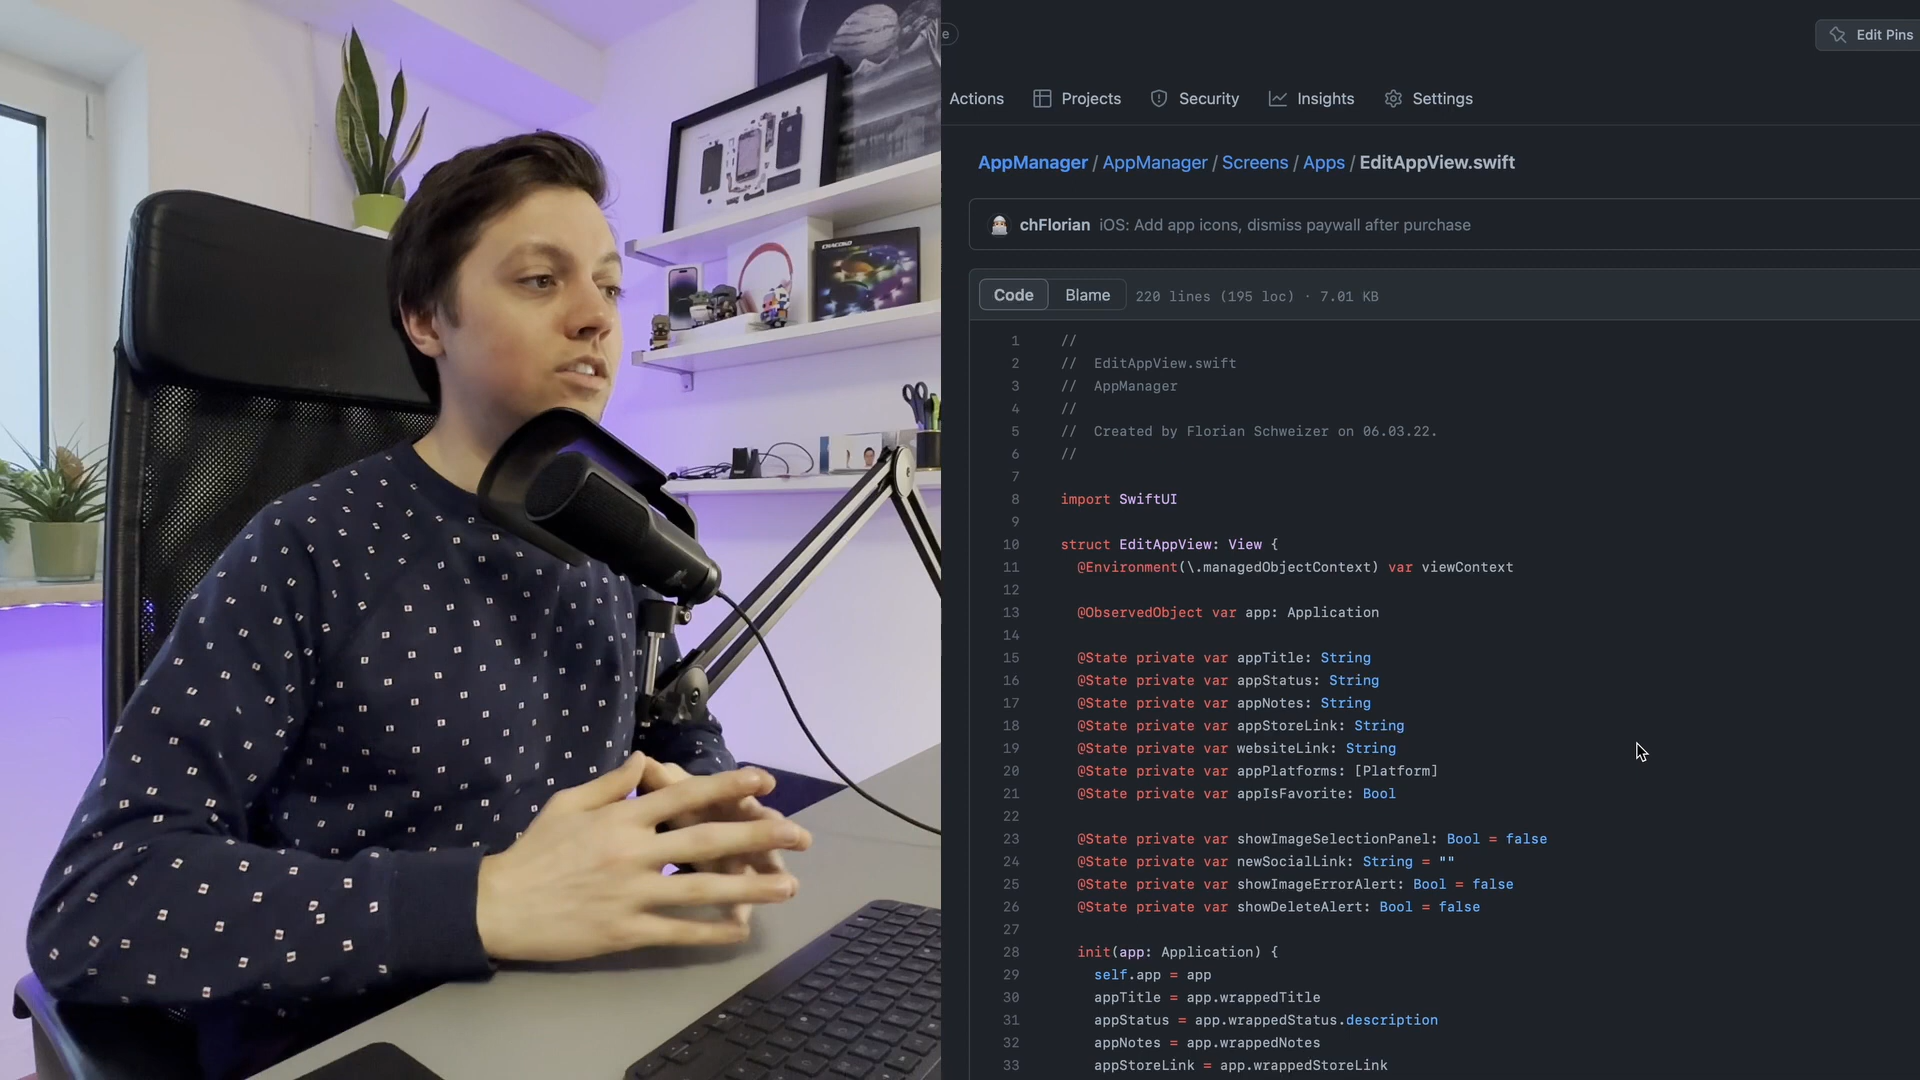 e
Edit Pins
Actions Projects Security Insights Settings
AppManager / AppManager / Screens / Apps / EditAppView.swift
chFlorian iOS: Add app icons, dismiss paywall after purchase
Code Blame 220 lines (195 loc) · 7.01 KB
1 //
2 //  EditAppView.swift
3 //  AppManager
4 //
5 //  Created by Florian Schweizer on 06.03.22.
6 //
7
8 import SwiftUI
9
10 struct EditAppView: View {
11 @Environment(\.managedObjectContext) var viewContext
12
13 @ObservedObject var app: Application
14
15 @State private var appTitle: String
16 @State private var appStatus: String
17 @State private var appNotes: String
18 @State private var appStoreLink: String
19 @State private var websiteLink: String
20 @State private var appPlatforms: [Platform]
21 @State private var appIsFavorite: Bool
22
23 @State private var showImageSelectionPanel: Bool = false
24 @State private var newSocialLink: String = ""
25 @State private var showImageErrorAlert: Bool = false
26 @State private var showDeleteAlert: Bool = false
27
28 init(app: Application) {
29 self.app = app
30 appTitle = app.wrappedTitle
31 appStatus = app.wrappedStatus.description
32 appNotes = app.wrappedNotes
33 appStoreLink = app.wrappedStoreLink